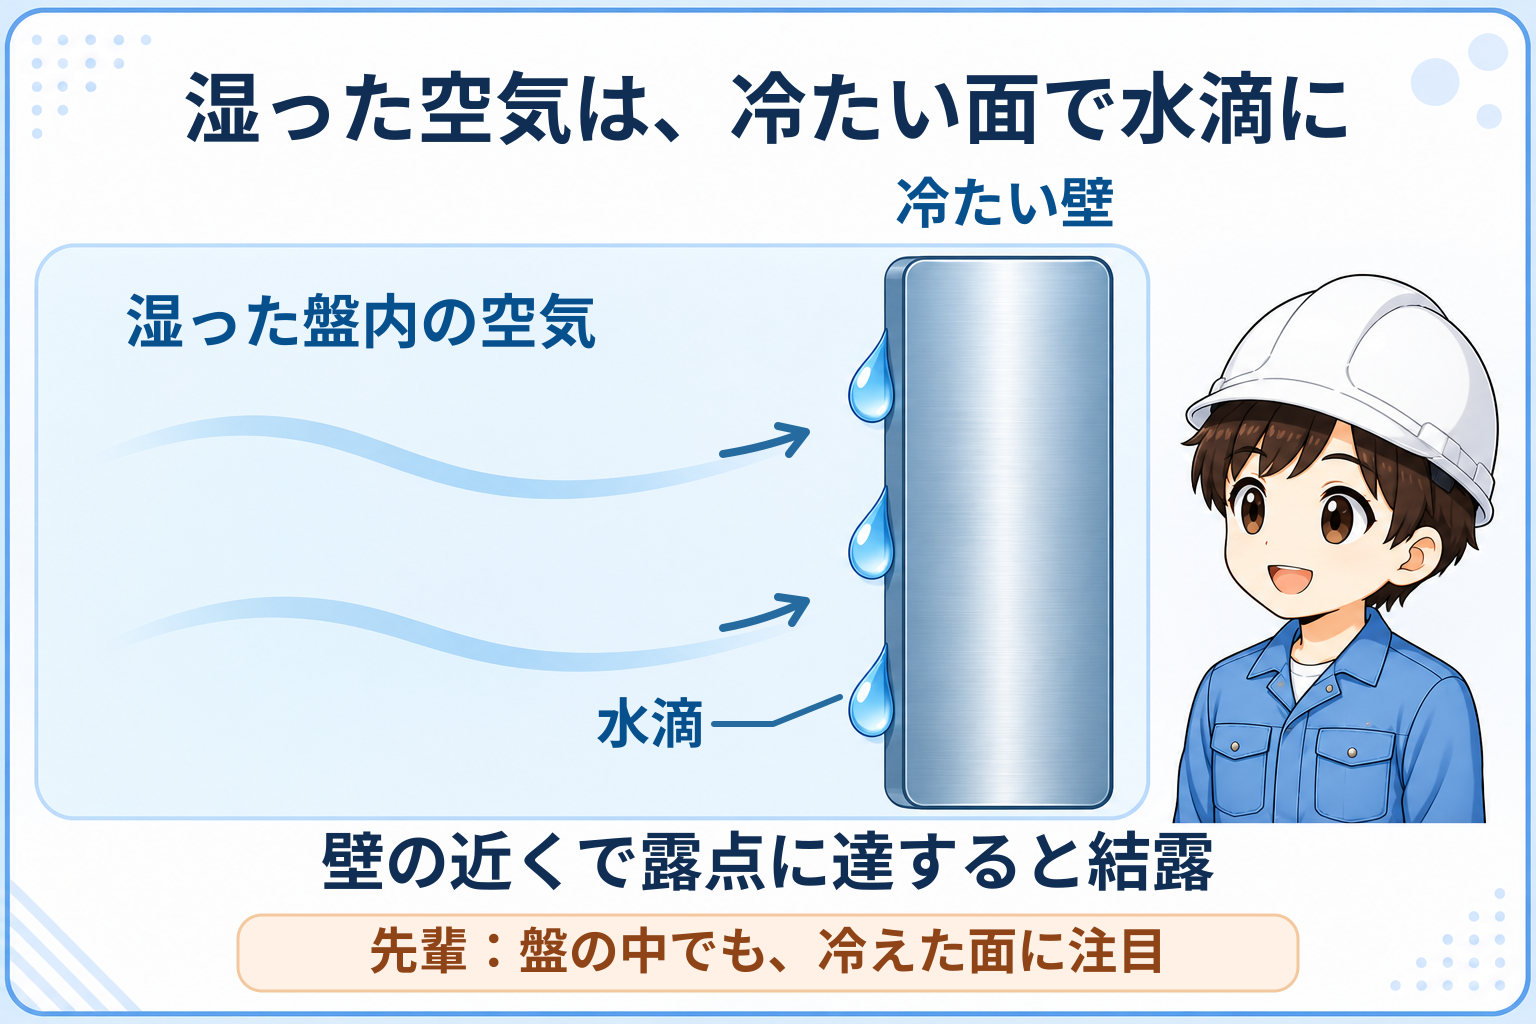 湿った空気は、冷たい面で水滴に
冷たい壁
湿った盤内の空気
水滴
壁の近くで露点に達すると結露
先輩：盤の中でも、冷えた面に注目